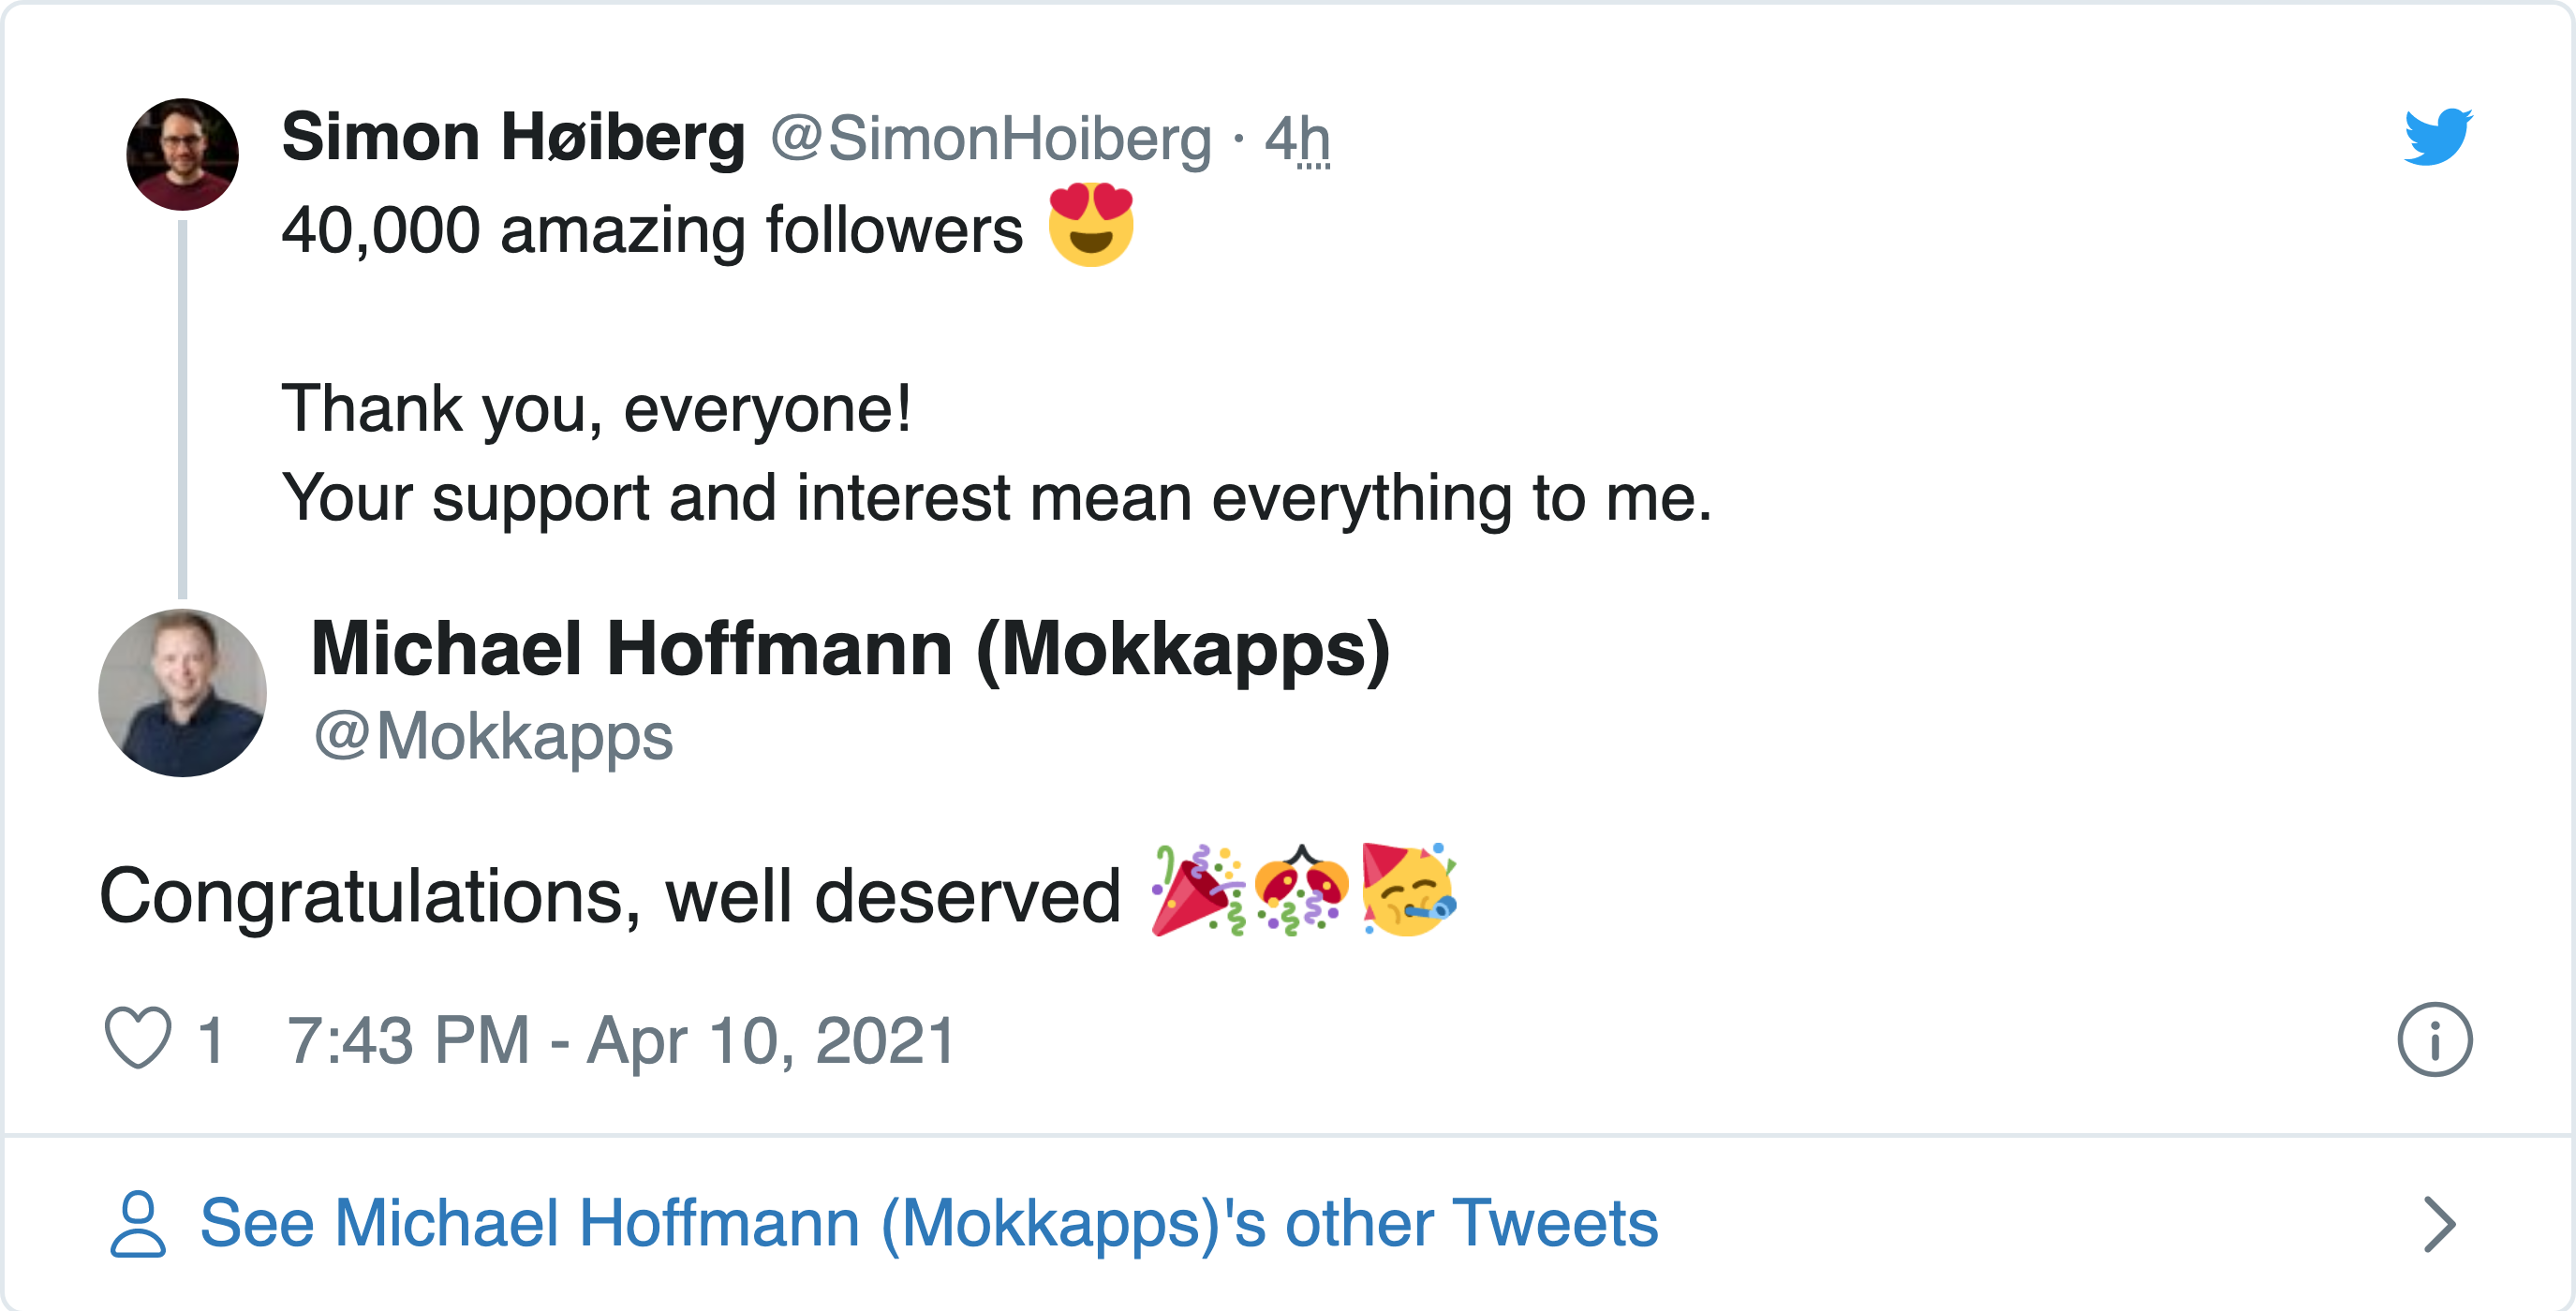 Simon Høiberg @SimonHoiberg · 4h
40,000 amazing followers 😍
Thank you, everyone!
Your support and interest mean everything to me.
Michael Hoffmann (Mokkapps)
@Mokkapps
Congratulations, well deserved 🎉🎊🥳
1 7:43 PM - Apr 10, 2021
See Michael Hoffmann (Mokkapps)'s other Tweets